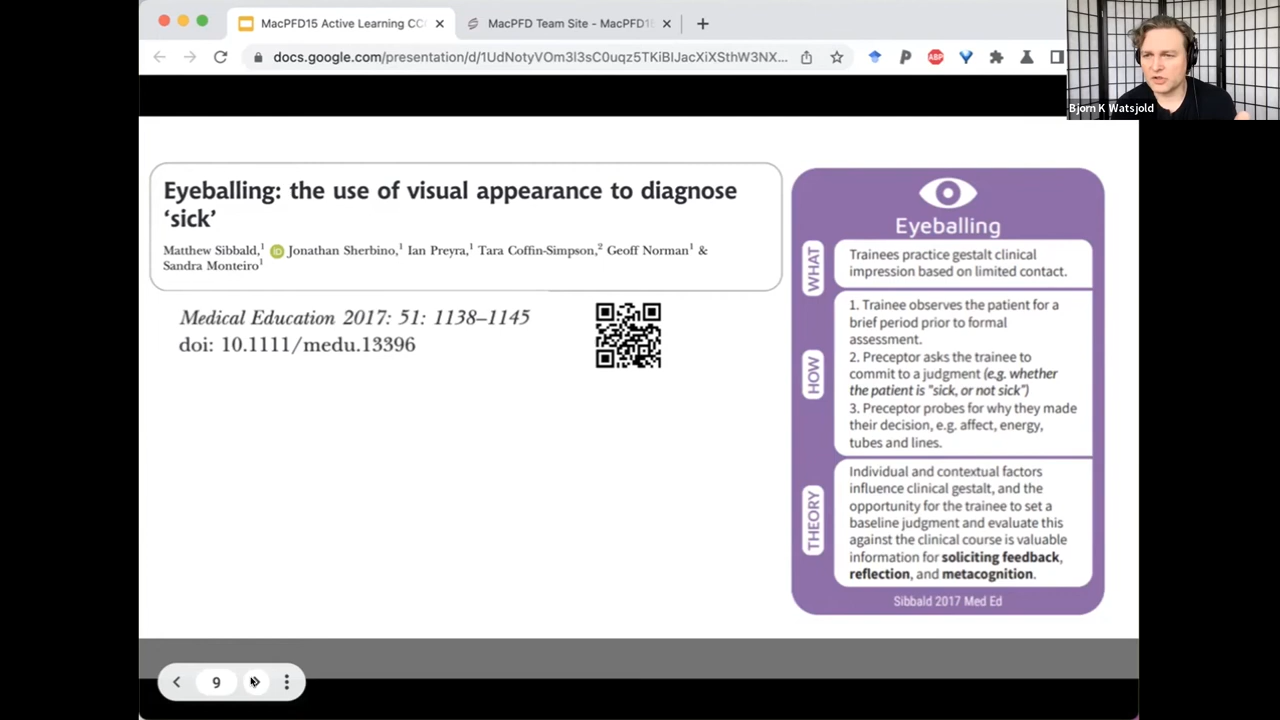 MacPFD15 Active Learning CC
MacPFD Team Site - MacPFD1
docs.google.com/presentation/d/1UdNotyVOm3I3sC0uqz5TKiBIJacXiXSthW3NX...
ABP
Bjorn K Watsjold
Eyeballing: the use of visual appearance to diagnose
‘sick’
Matthew Sibbald,1 iD Jonathan Sherbino,1 Ian Preyra,1 Tara Coffin-Simpson,2 Geoff Norman1 &
Sandra Monteiro1
Medical Education 2017: 51: 1138–1145
doi: 10.1111/medu.13396
Eyeballing
WHAT
Trainees practice gestalt clinical
impression based on limited contact.
HOW
1. Trainee observes the patient for a
brief period prior to formal
assessment.
2. Preceptor asks the trainee to
commit to a judgment (e.g. whether
the patient is "sick, or not sick")
3. Preceptor probes for why they made
their decision, e.g. affect, energy,
tubes and lines.
THEORY
Individual and contextual factors
influence clinical gestalt, and the
opportunity for the trainee to set a
baseline judgment and evaluate this
against the clinical course is valuable
information for soliciting feedback,
reflection, and metacognition.
Sibbald 2017 Med Ed
9